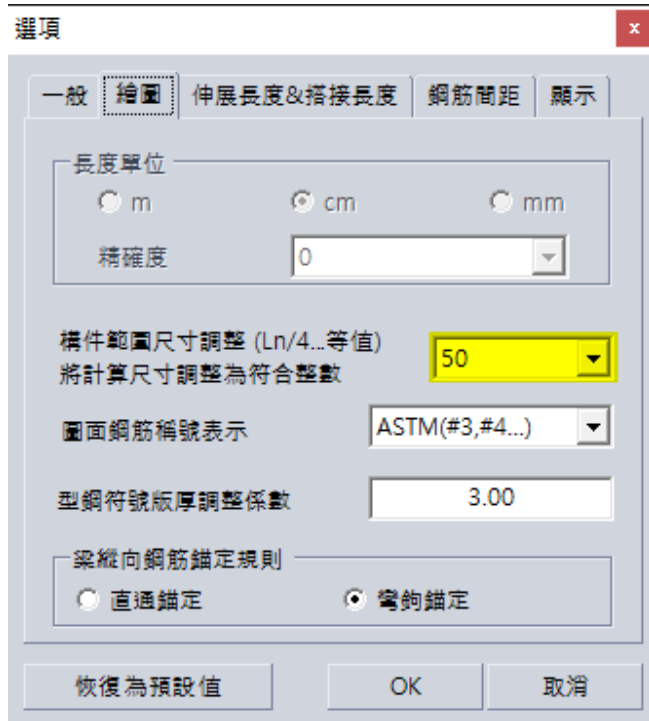 選項
x
一般 繪圖 伸展長度&搭接長度 鋼筋間距 顯示
長度單位
m cm mm
精確度 0
構件範圍尺寸調整 (Ln/4...等值)
將計算尺寸調整為符合整數
50
圖面鋼筋稱號表示 ASTM(#3,#4...)
型鋼符號版厚調整係數 3.00
梁縱向鋼筋錨定規則
直通錨定 彎鉤錨定
恢復為預設值 OK 取消